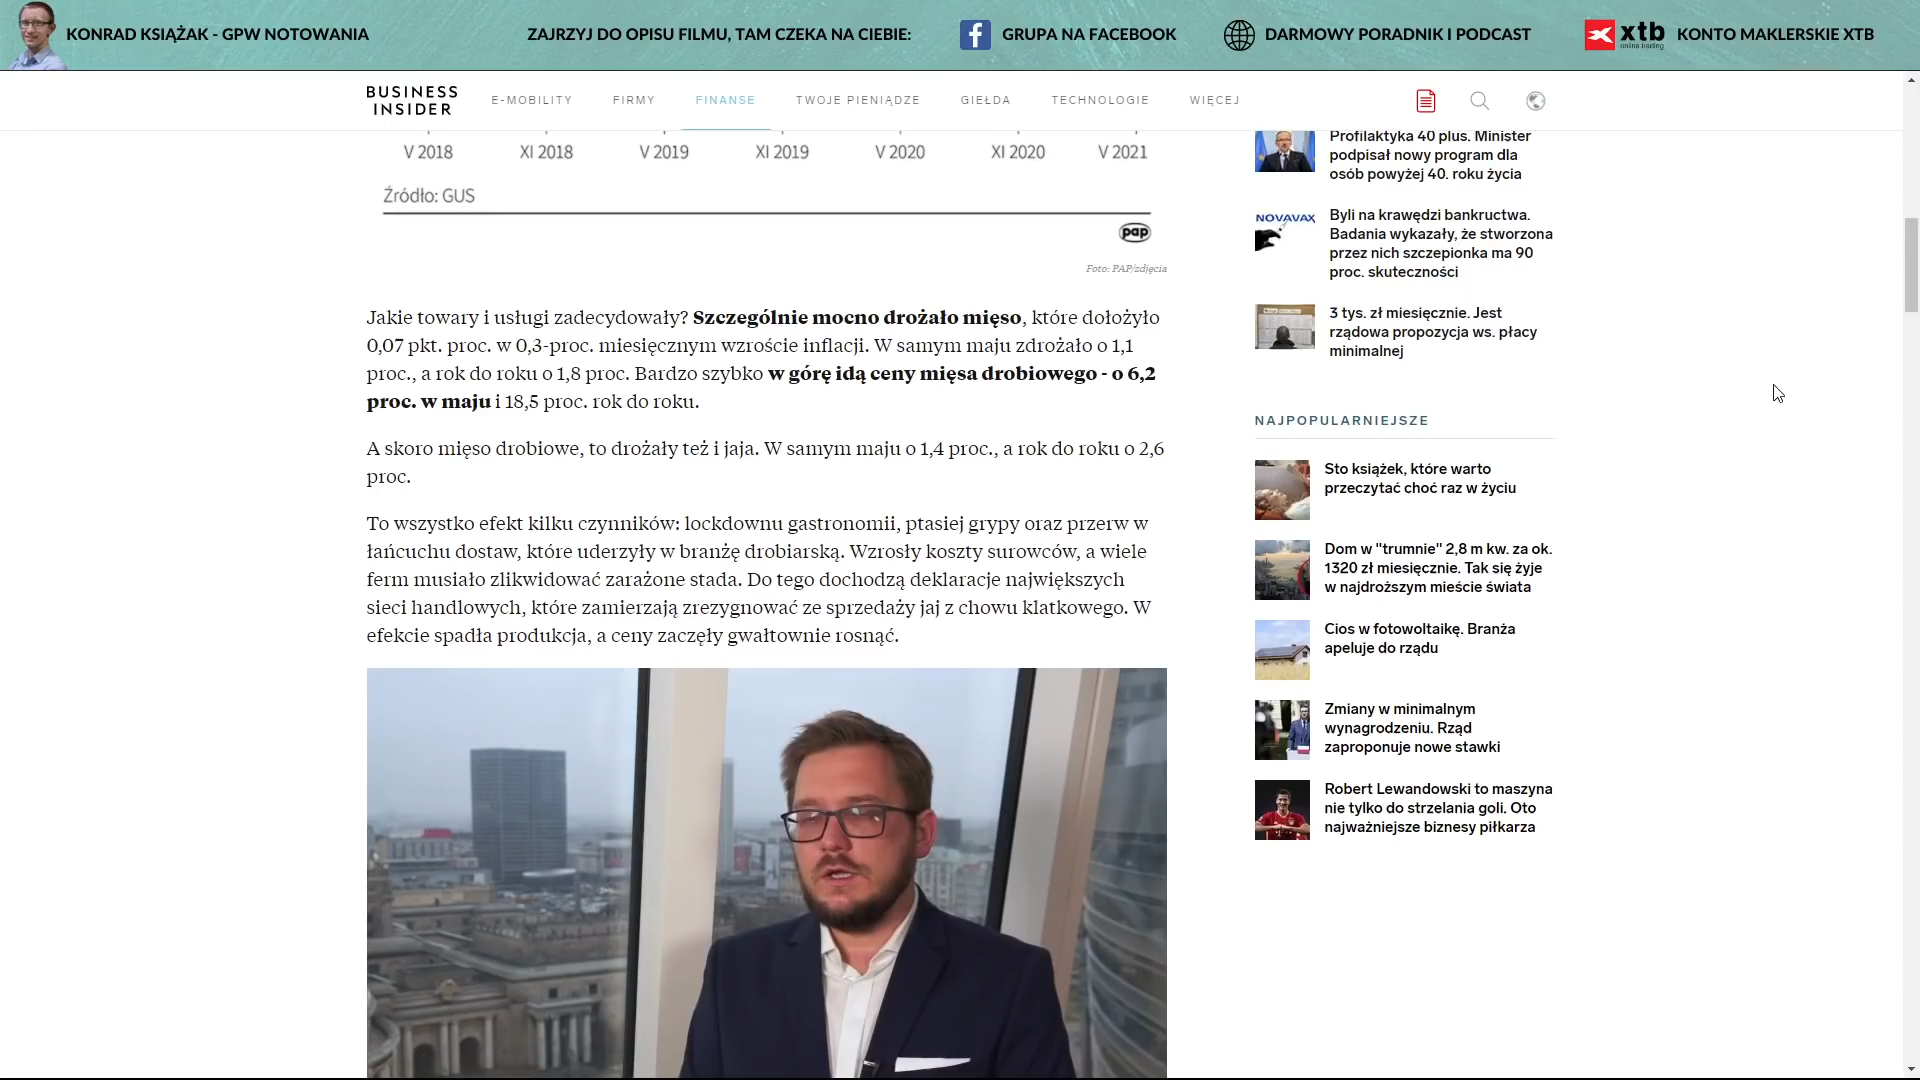 KONRAD KSIĄŻAK - GPW NOTOWANIA
ZAJRZYJ DO OPISU FILMU, TAM CZEKA NA CIEBIE:
GRUPA NA FACEBOOK
DARMOWY PORADNIK I PODCAST
xtb
online trading
KONTO MAKLERSKIE XTB
BUSINESS
INSIDER
E-MOBILITY
FIRMY
FINANSE
TWOJE PIENIĄDZE
GIEŁDA
TECHNOLOGIE
WIĘCEJ
V 2018
XI 2018
V 2019
XI 2019
V 2020
XI 2020
V 2021
Źródło: GUS
pap
Foto: PAP/zdjęcia
Jakie towary i usługi zadecydowały? Szczególnie mocno drożało mięso, które dołożyło
0,07 pkt. proc. w 0,3-proc. miesięcznym wzroście inflacji. W samym maju zdrożało o 1,1
proc., a rok do roku o 1,8 proc. Bardzo szybko w górę idą ceny mięsa drobiowego - o 6,2
proc. w maju i 18,5 proc. rok do roku.
A skoro mięso drobiowe, to drożały też i jaja. W samym maju o 1,4 proc., a rok do roku o 2,6
proc.
To wszystko efekt kilku czynników: lockdownu gastronomii, ptasiej grypy oraz przerw w
łańcuchu dostaw, które uderzyły w branżę drobiarską. Wzrosły koszty surowców, a wiele
ferm musiało zlikwidować zarażone stada. Do tego dochodzą deklaracje największych
sieci handlowych, które zamierzają zrezygnować ze sprzedaży jaj z chowu klatkowego. W
efekcie spadła produkcja, a ceny zaczęły gwałtownie rosnąć.
Profilaktyka 40 plus. Minister
podpisał nowy program dla
osób powyżej 40. roku życia
NOVAVAX
Byli na krawędzi bankructwa.
Badania wykazały, że stworzona
przez nich szczepionka ma 90
proc. skuteczności
3 tys. zł miesięcznie. Jest
rządowa propozycja ws. płacy
minimalnej
NAJPOPULARNIEJSZE
Sto książek, które warto
przeczytać choć raz w życiu
Dom w "trumnie" 2,8 m kw. za ok.
1320 zł miesięcznie. Tak się żyje
w najdroższym mieście świata
Cios w fotowoltaikę. Branża
apeluje do rządu
Zmiany w minimalnym
wynagrodzeniu. Rząd
zaproponuje nowe stawki
Robert Lewandowski to maszyna
nie tylko do strzelania goli. Oto
najważniejsze biznesy piłkarza